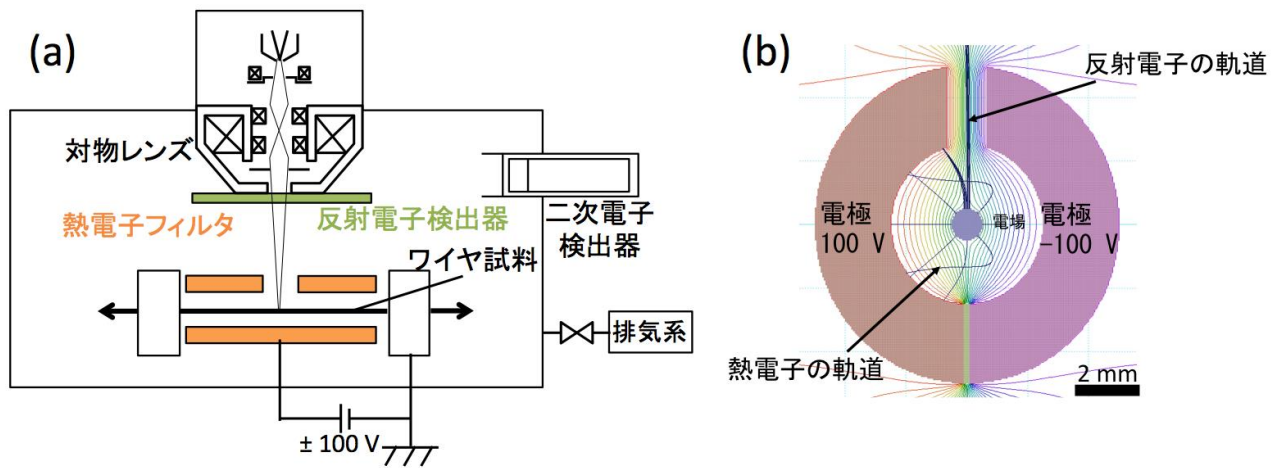 (a)
対物レンズ
熱電子フィルタ
反射電子検出器
二次電子
検出器
ワイヤ試料
排気系
± 100 V
(b)
反射電子の軌道
電極
100 V
電場
電極
-100 V
熱電子の軌道
2 mm